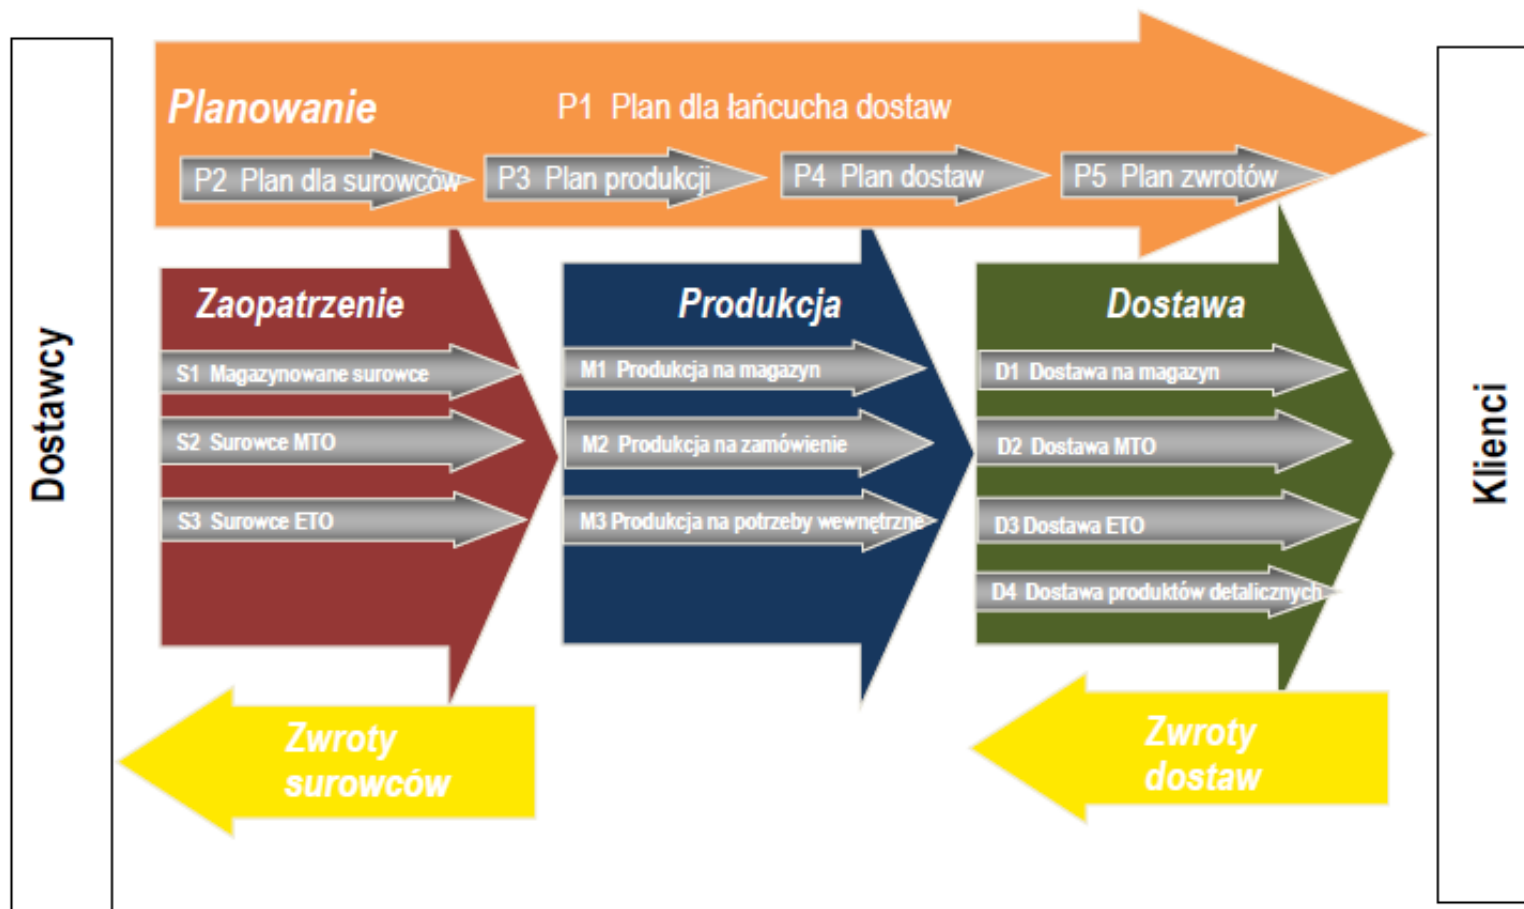 Dostawcy
Planowanie
P1 Plan dla łańcucha dostaw
P2 Plan dla surowców
P3 Plan produkcji
P4 Plan dostaw
P5 Plan zwrotów
Zaopatrzenie
S1 Magazynowane surowce
S2 Surowce MTO
S3 Surowce ETO
Produkcja
M1 Produkcja na magazyn
M2 Produkcja na zamówienie
M3 Produkcja na potrzeby wewnętrzne
Dostawa
D1 Dostawa na magazyn
D2 Dostawa MTO
D3 Dostawa ETO
D4 Dostawa produktów detalicznych
Zwroty
surowców
Zwroty
dostaw
Klienci